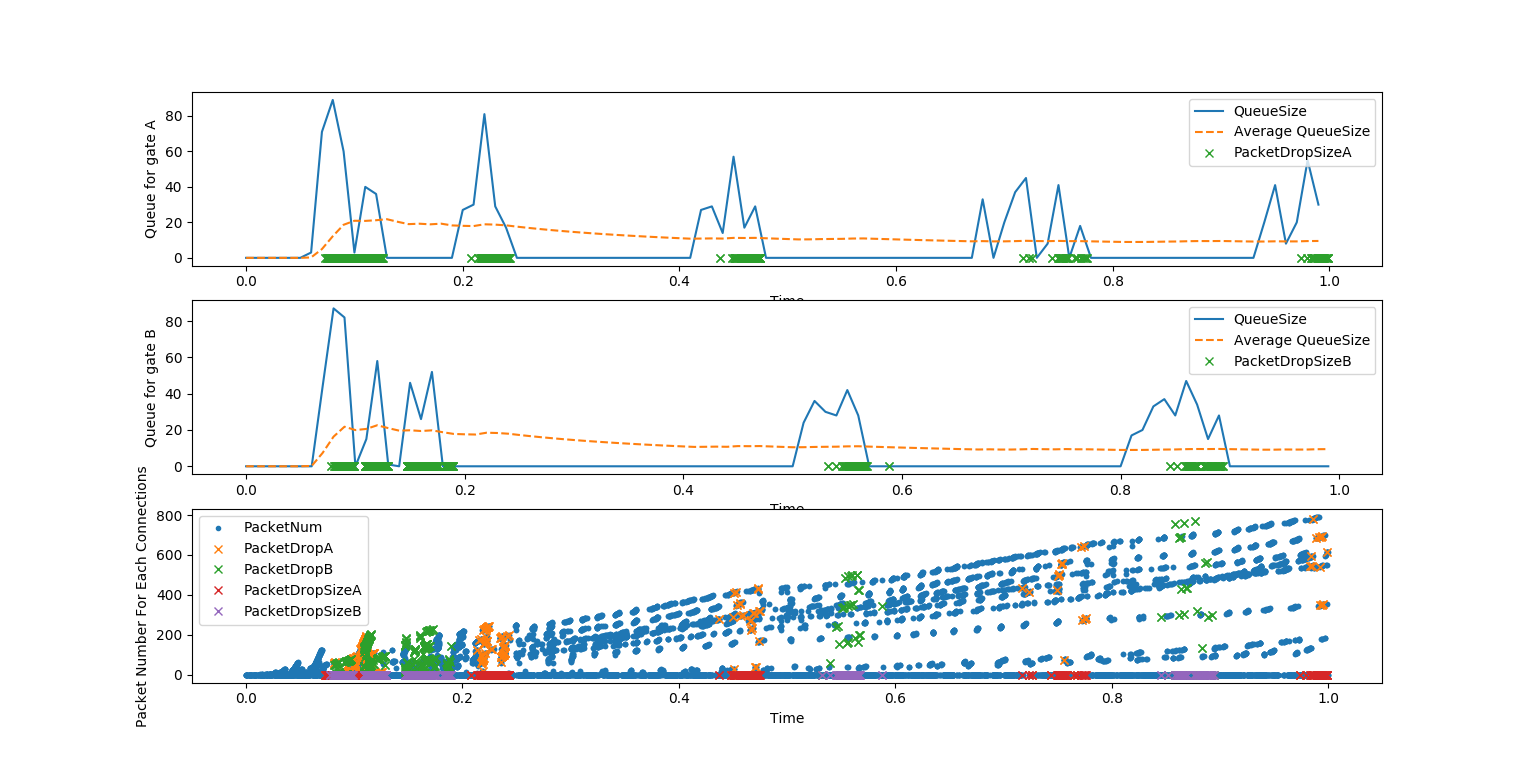 Queue for gate A
80
60
40
20
0
QueueSize
Average QueueSize
PacketDropSizeA
0.0 0.2 0.4 0.6 0.8 1.0
Time
Queue for gate B
80
60
40
20
0
QueueSize
Average QueueSize
PacketDropSizeB
0.0 0.2 0.4 0.6 0.8 1.0
Time
Packet Number For Each Connections
800
600
400
200
0
PacketNum
PacketDropA
PacketDropB
PacketDropSizeA
PacketDropSizeB
0.0 0.2 0.4 0.6 0.8 1.0
Time